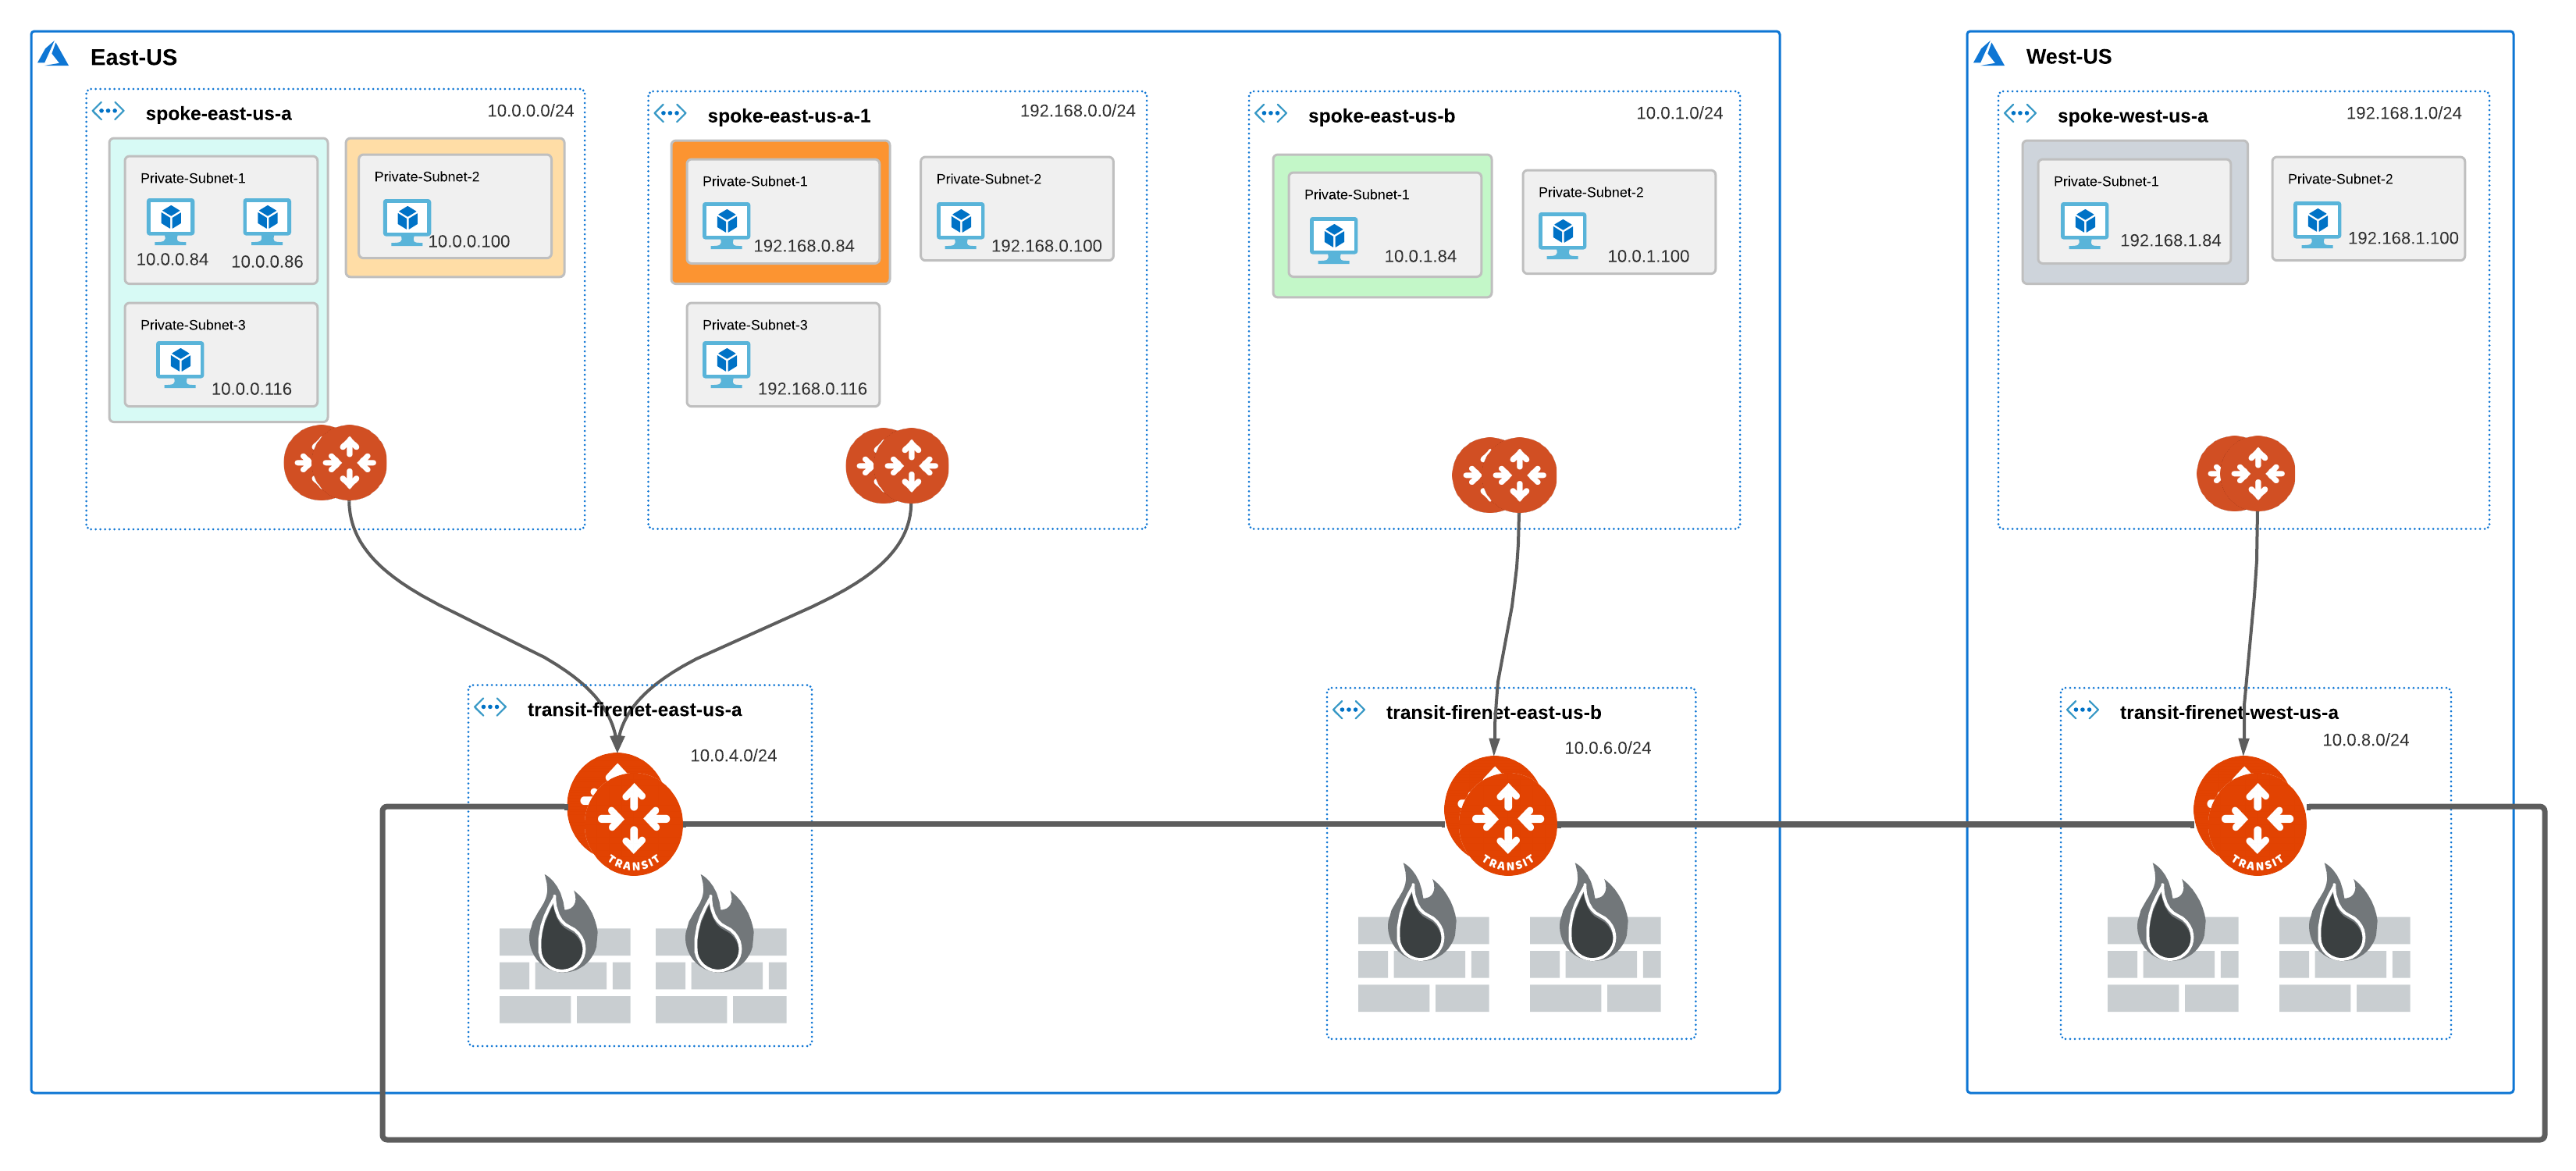 East-US
spoke-east-us-a
10.0.0.0/24
Private-Subnet-1
10.0.0.84
10.0.0.86
Private-Subnet-2
10.0.0.100
Private-Subnet-3
10.0.0.116
spoke-east-us-a-1
192.168.0.0/24
Private-Subnet-1
192.168.0.84
Private-Subnet-2
192.168.0.100
Private-Subnet-3
192.168.0.116
spoke-east-us-b
10.0.1.0/24
Private-Subnet-1
10.0.1.84
Private-Subnet-2
10.0.1.100
West-US
spoke-west-us-a
192.168.1.0/24
Private-Subnet-1
192.168.1.84
Private-Subnet-2
192.168.1.100
transit-firenet-east-us-a
10.0.4.0/24
TRANSIT
transit-firenet-east-us-b
10.0.6.0/24
TRANSIT
transit-firenet-west-us-a
10.0.8.0/24
TRANSIT